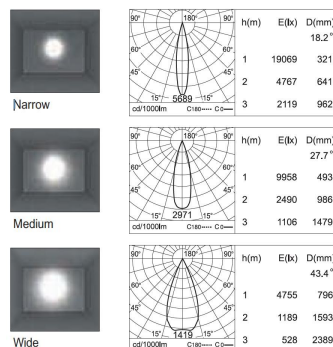 Narrow
180°
90° 90°
60° 60°
45° 15° 15° 45°
5689
cd/1000lm C180----- C0—
h(m) E(lx) D(mm)
18.2°
1 19069 321
2 4767 641
3 2119 962
Medium
180°
90° 90°
60° 60°
45° 15° 15° 45°
2971
cd/1000lm C180----- C0—
h(m) E(lx) D(mm)
27.7°
1 9958 493
2 2490 986
3 1106 1479
Wide
180°
90° 90°
60° 60°
45° 15° 15° 45°
1419
cd/1000lm C180----- C0—
h(m) E(lx) D(mm)
43.4°
1 4755 796
2 1189 1593
3 528 2389